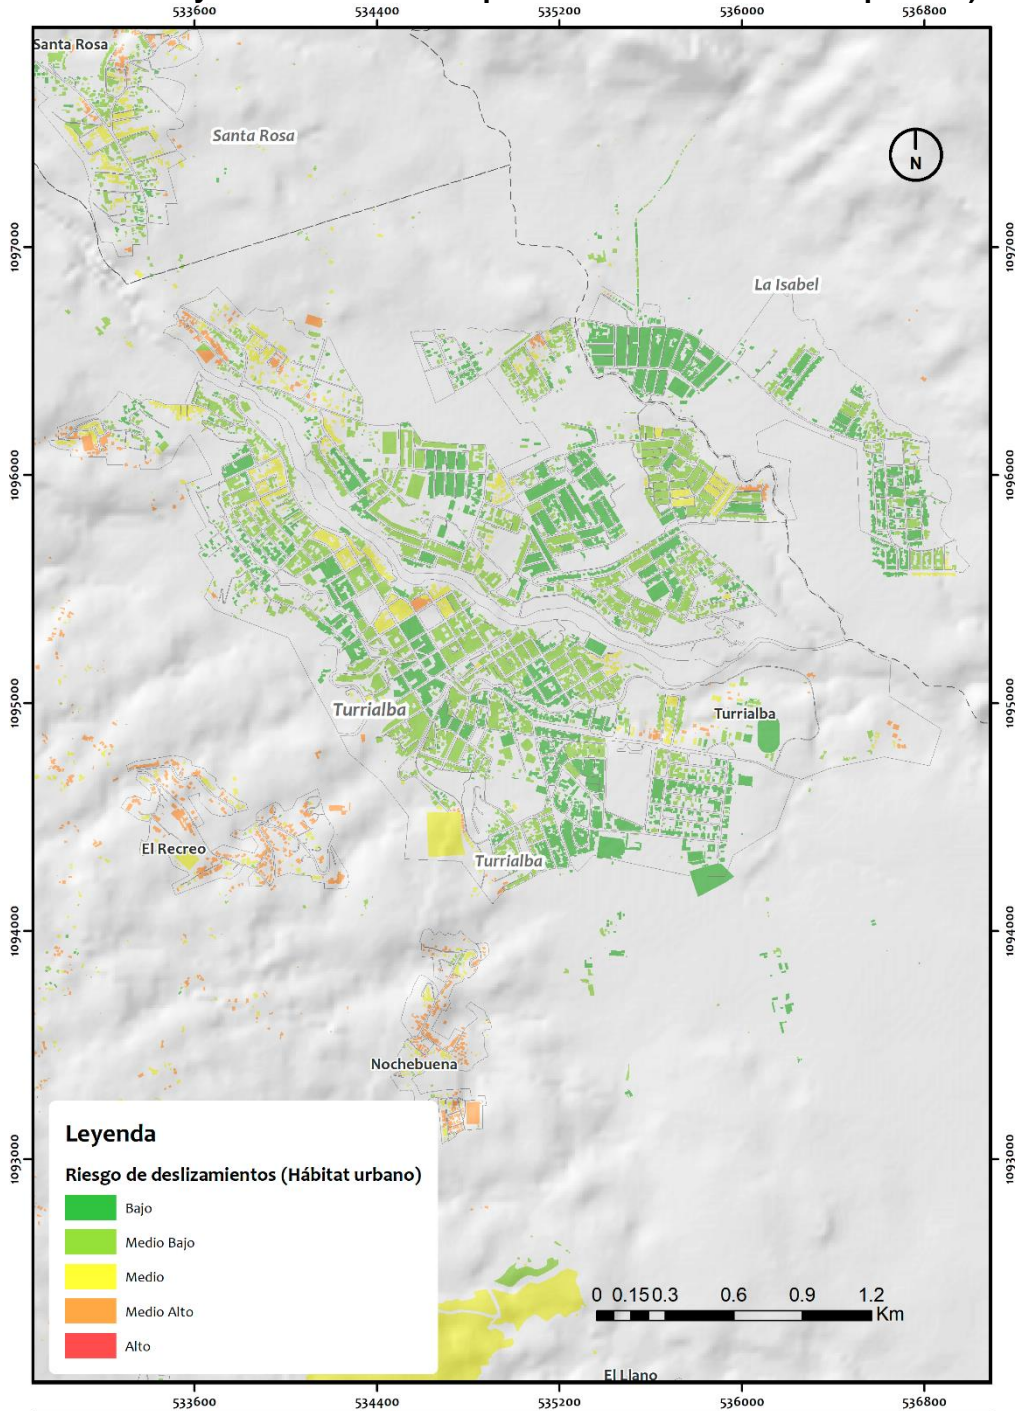 533600 534400 535200 536000 536800
Santa Rosa
Santa Rosa
N
1097000 1097000
La Isabel
1096000 1096000
1095000 1095000
Turrialba
Turrialba
El Recreo
Turrialba
1094000 1094000
Nochebuena
Leyenda
Riesgo de deslizamientos (Hábitat urbano)
Bajo
Medio Bajo
Medio
Medio Alto
Alto
1093000 1093000
0 0.15 0.3 0.6 0.9 1.2
Km
El Llano
533600 534400 535200 536000 536800